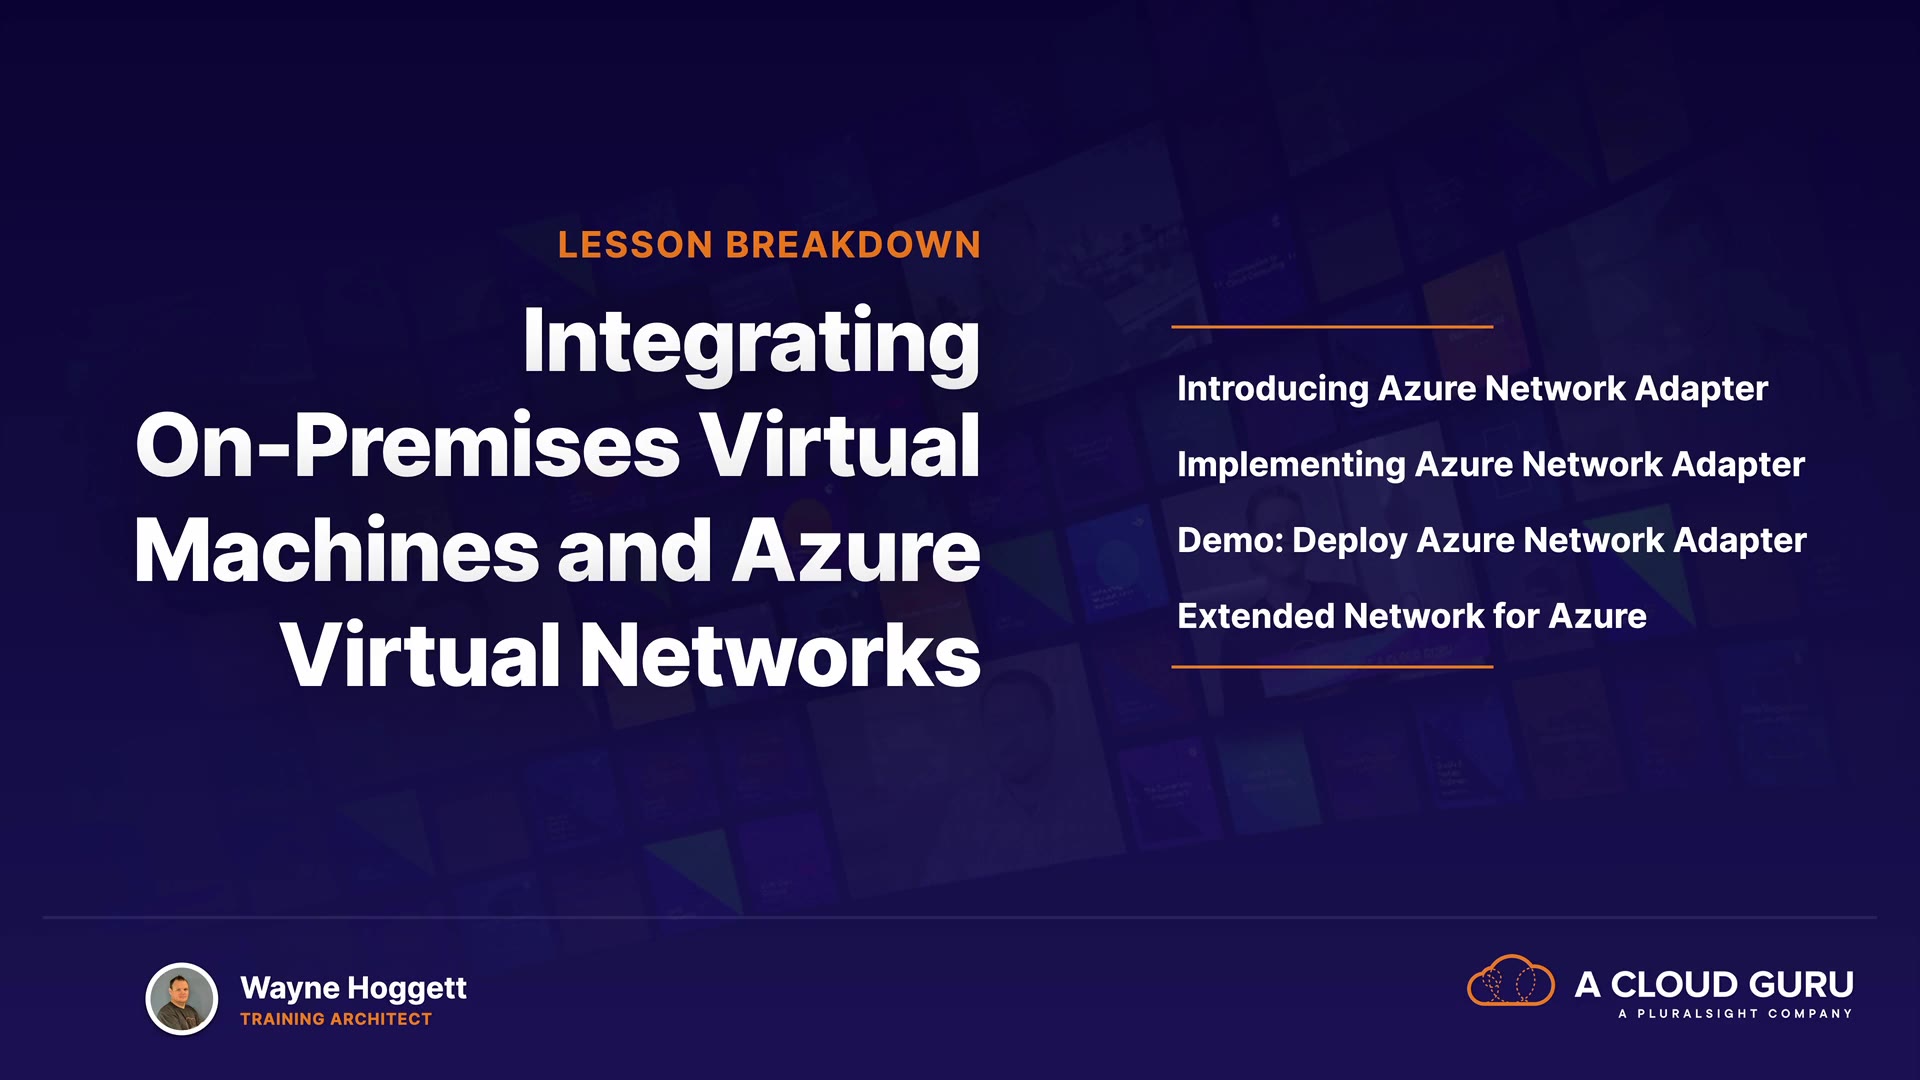 LESSON BREAKDOWN
Integrating
On-Premises Virtual
Machines and Azure
Virtual Networks
Introducing Azure Network Adapter
Implementing Azure Network Adapter
Demo: Deploy Azure Network Adapter
Extended Network for Azure
Wayne Hoggett
TRAINING ARCHITECT
A CLOUD GURU
A PLURALSIGHT COMPANY